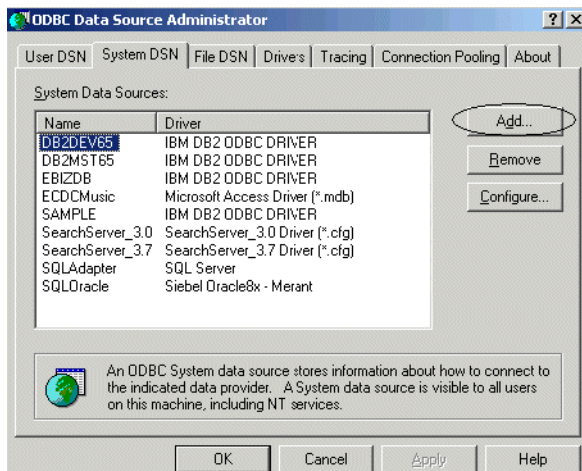 ODBC Data Source Administrator
User DSN System DSN File DSN Drivers Tracing Connection Pooling About
System Data Sources:
Name Driver
DB2DEV65 IBM DB2 ODBC DRIVER
DB2MST65 IBM DB2 ODBC DRIVER
EBIZDB IBM DB2 ODBC DRIVER
ECDCMusic Microsoft Access Driver (*.mdb)
SAMPLE IBM DB2 ODBC DRIVER
SearchServer_3.0 SearchServer_3.0 Driver (*.cfg)
SearchServer_3.7 SearchServer_3.7 Driver (*.cfg)
SQLAdapter SQL Server
SQLOracle Siebel Oracle8x - Merant
Add...
Remove
Configure...
An ODBC System data source stores information about how to connect to
the indicated data provider. A System data source is visible to all users
on this machine, including NT services.
OK Cancel Apply Help